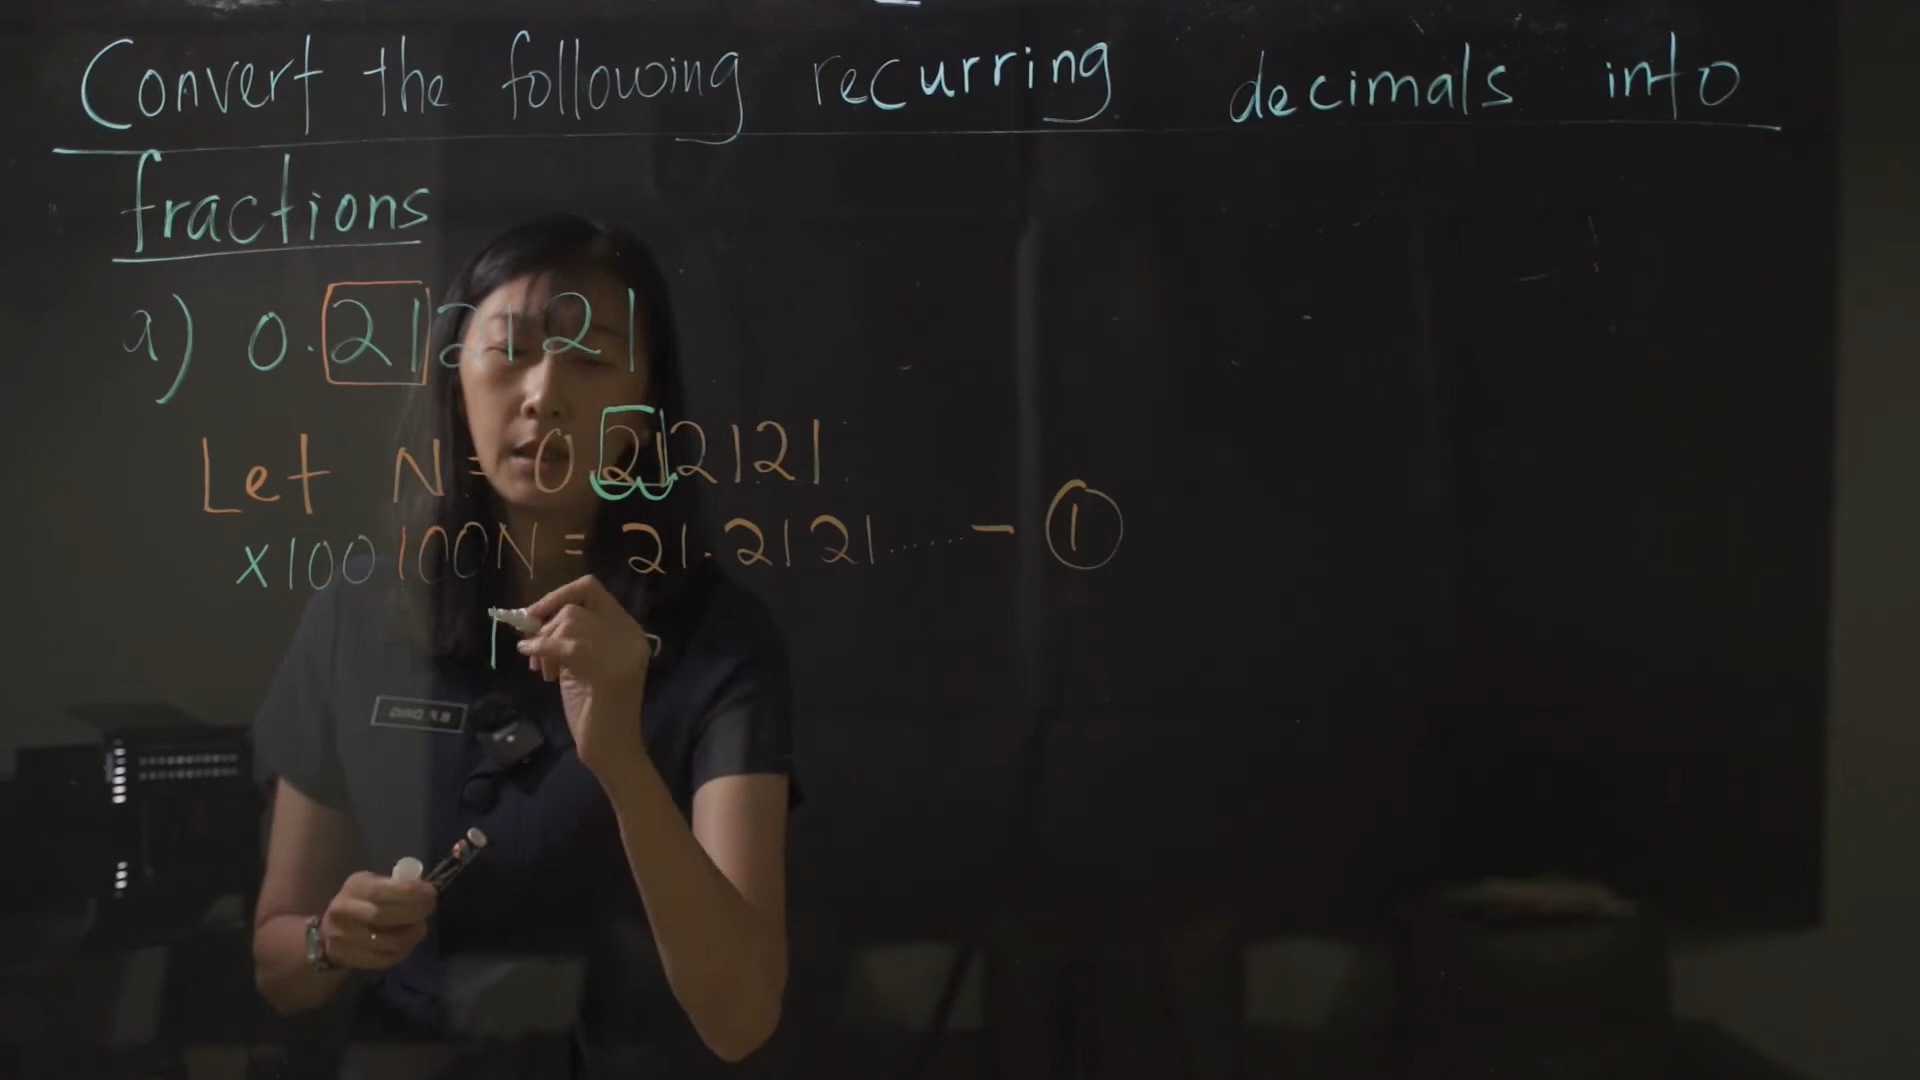 Convert the following recurring decimals into
fractions
a) 0.212121
Let N = 0.212121.
x100 100N = 21.2121...... — ①